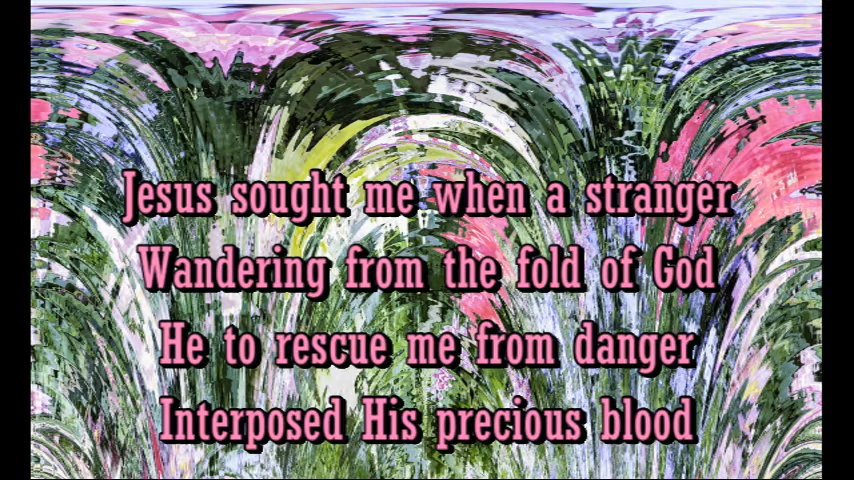 Jesus sought me when a stranger
Wandering from the fold of God
He to rescue me from danger
Interposed His precious blood